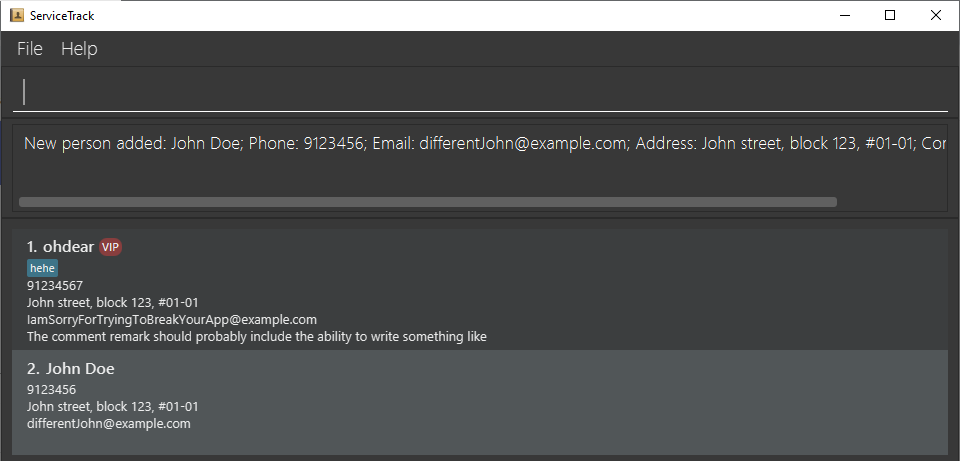 ServiceTrack
File Help
New person added: John Doe; Phone: 9123456; Email: differentJohn@example.com; Address: John street, block 123, #01-01; Cor
1. ohdear VIP
hehe
91234567
John street, block 123, #01-01
IamSorryForTryingToBreakYourApp@example.com
The comment remark should probably include the ability to write something like
2. John Doe
9123456
John street, block 123, #01-01
differentJohn@example.com